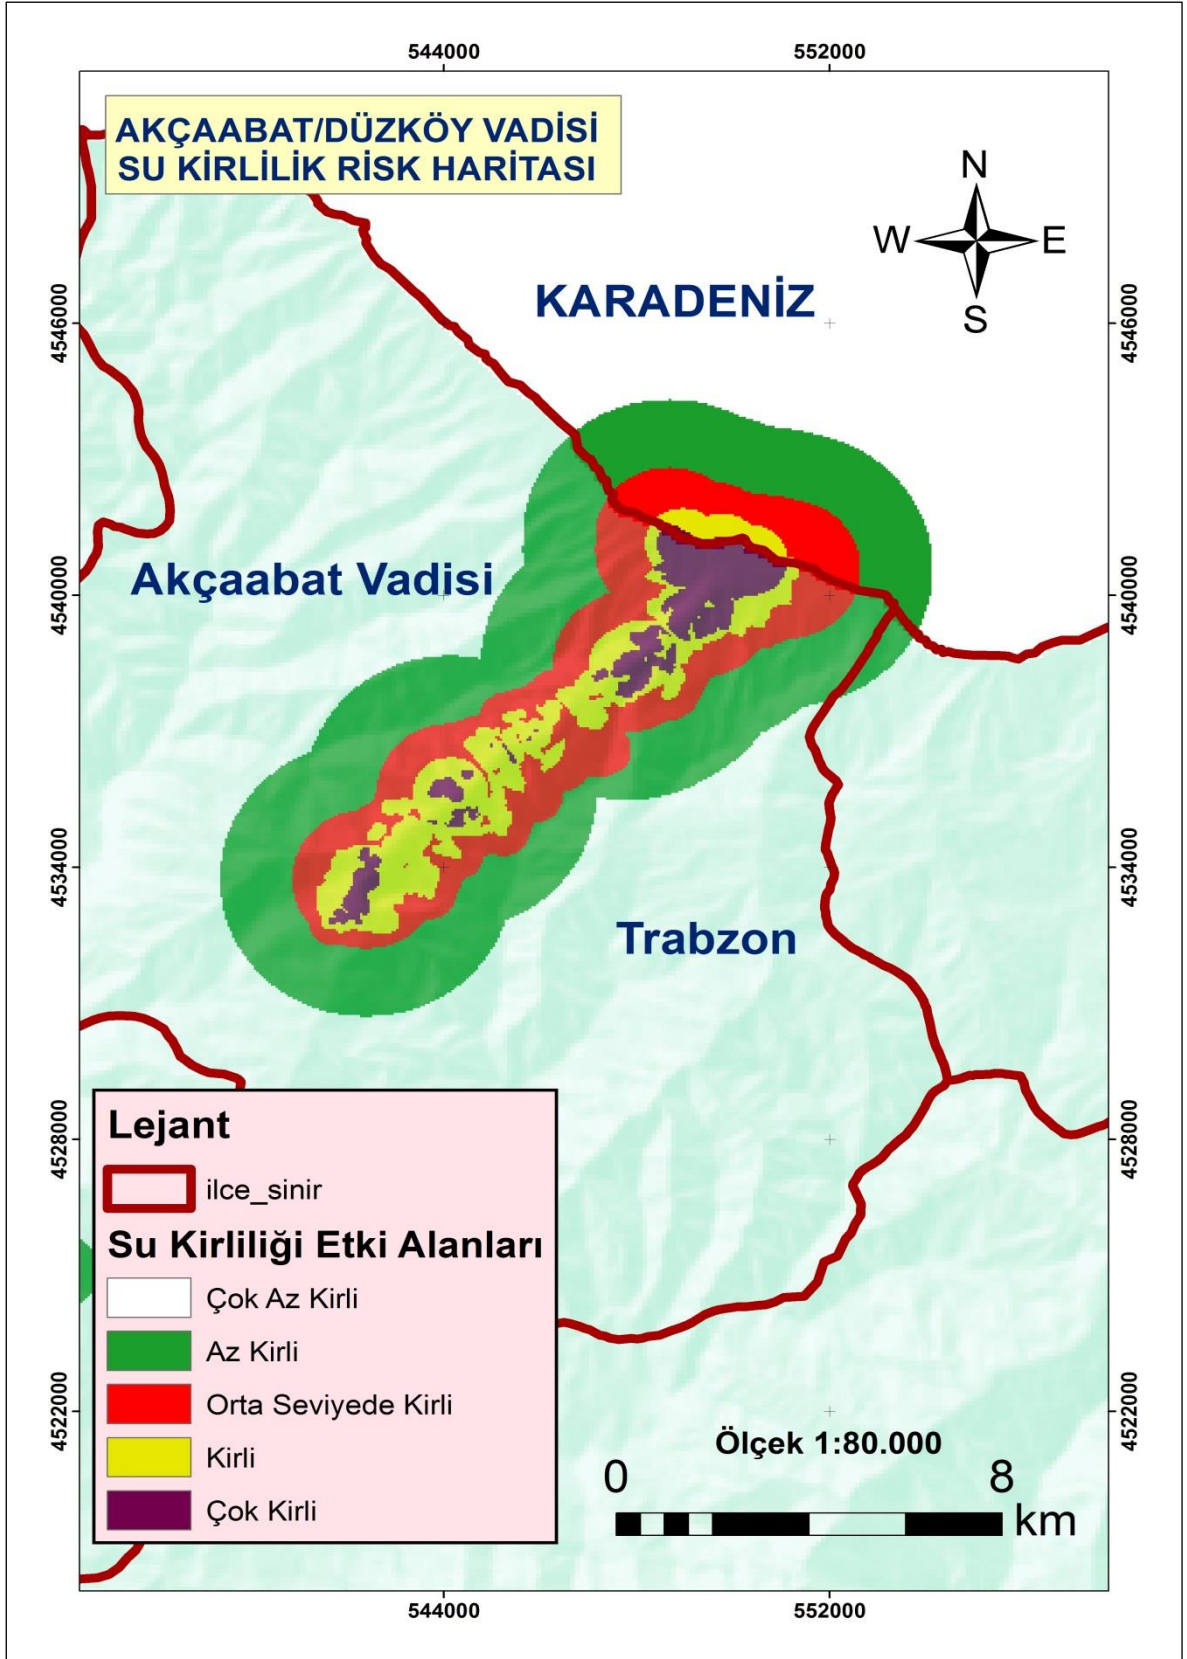 544000
552000
AKÇAABAT/DÜZKÖY VADİSİ
SU KİRLİLİK RİSK HARİTASI
N
W
E
S
KARADENİZ
4546000
4546000
Akçaabat Vadisi
4540000
4540000
4534000
4534000
Trabzon
4528000
4528000
Lejant
ilce_sinir
Su Kirliliği Etki Alanları
Çok Az Kirli
Az Kirli
Orta Seviyede Kirli
Kirli
Çok Kirli
4522000
4522000
Ölçek 1:80.000
0
8
km
544000
552000